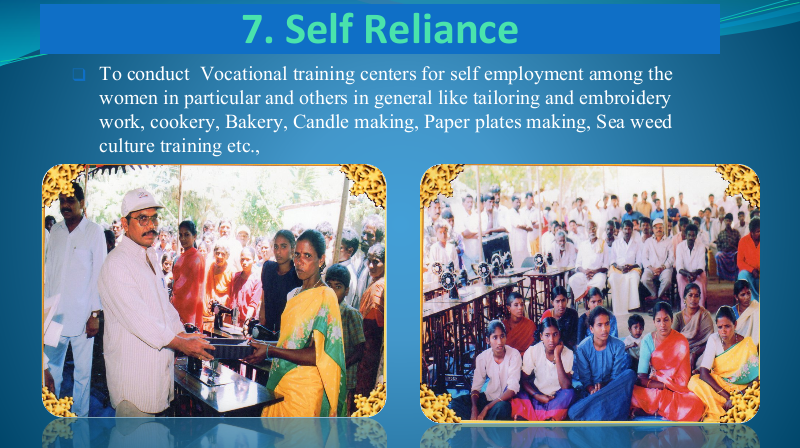 7. Self Reliance
To conduct  Vocational training centers for self employment among the
women in particular and others in general like tailoring and embroidery
work, cookery, Bakery, Candle making, Paper plates making, Sea weed
culture training etc.,